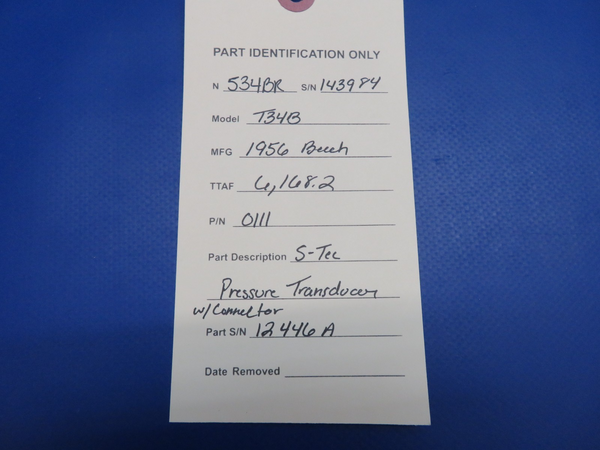 PART IDENTIFICATION ONLY
N 534BR S/N 143984
Model T34B
MFG 1956 Beech
TTAF 6,168.2
P/N 0111
Part Description S-Tec
Pressure Transducer
w/Connector
Part S/N 12446A
Date Removed